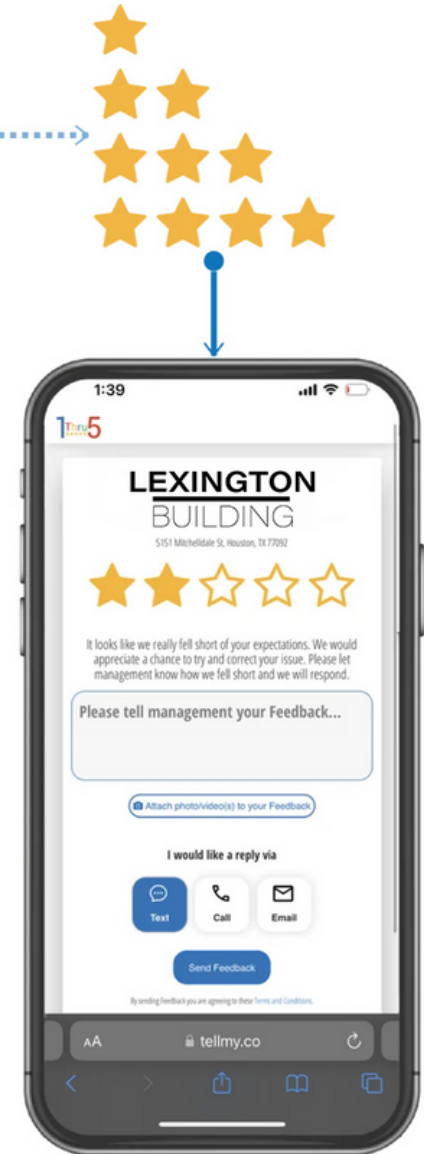 1:39
1Thru5
LEXINGTON
BUILDING
5151 Mitchelldale St, Houston, TX 77092
It looks like we really fell short of your expectations. We would
appreciate a chance to try and correct your issue. Please let
management know how we fell short and we will respond.
Please tell management your Feedback...
Attach photo/video(s) to your Feedback
I would like a reply via
Text Call Email
Send Feedback
By sending Feedback you are agreeing to these Terms and Conditions.
AA tellmy.co